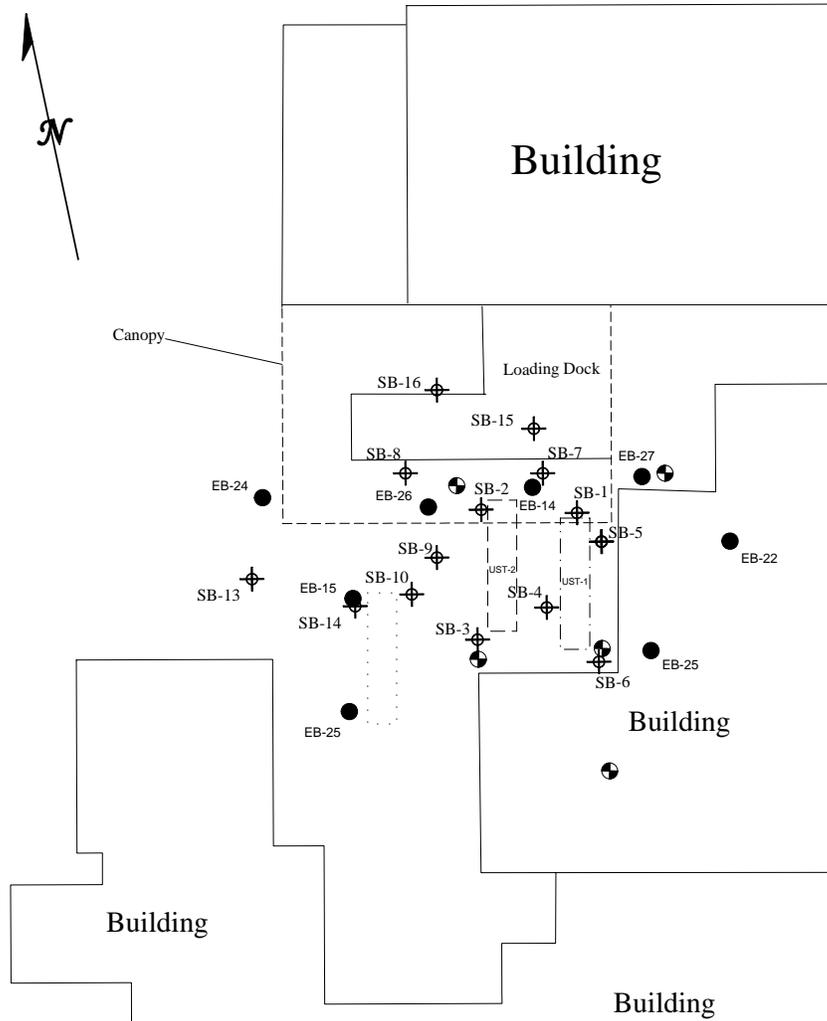 N
Building
Canopy
Loading Dock
SB-16
SB-15
SB-8
SB-7
EB-27
EB-24
EB-26
SB-2
EB-14
SB-1
SB-5
EB-22
SB-9
UST-2
UST-1
SB-13
EB-15
SB-10
SB-4
SB-14
SB-3
EB-25
SB-6
EB-25
Building
Building
Building